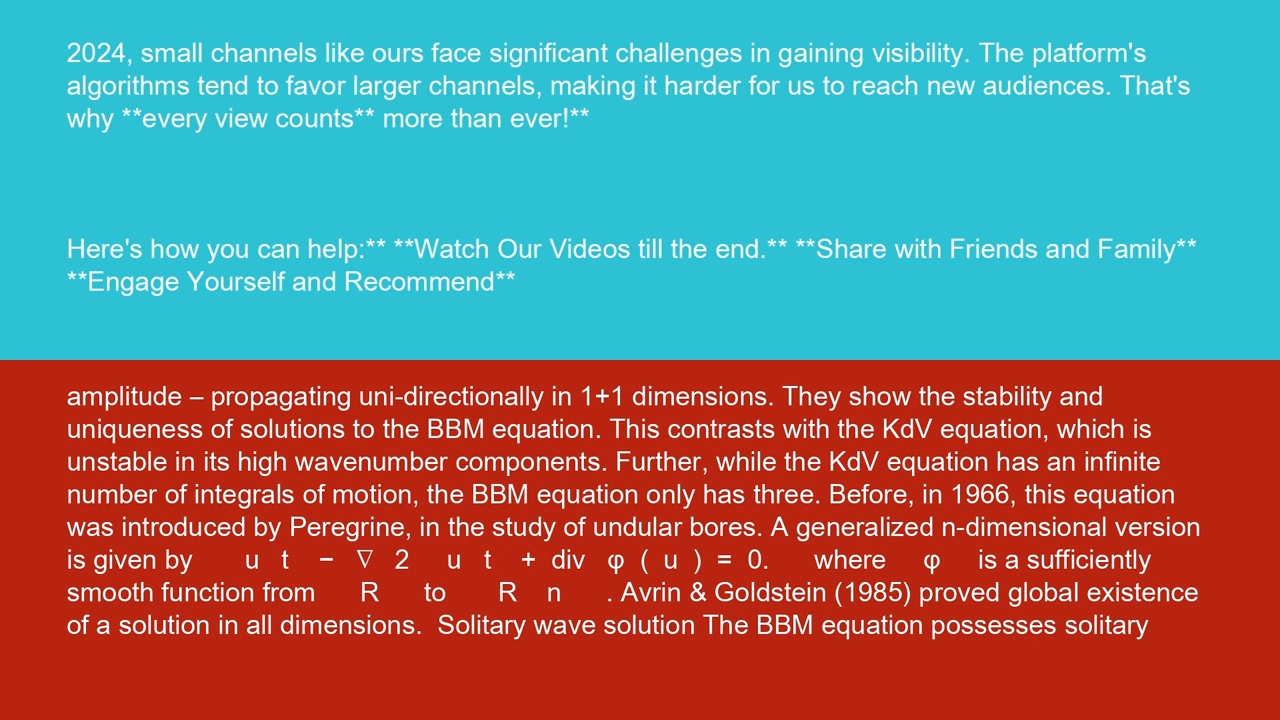 2024, small channels like ours face significant challenges in gaining visibility. The platform's
algorithms tend to favor larger channels, making it harder for us to reach new audiences. That's
why **every view counts** more than ever!**
Here's how you can help:** **Watch Our Videos till the end.** **Share with Friends and Family**
**Engage Yourself and Recommend**
amplitude – propagating uni-directionally in 1+1 dimensions. They show the stability and
uniqueness of solutions to the BBM equation. This contrasts with the KdV equation, which is
unstable in its high wavenumber components. Further, while the KdV equation has an infinite
number of integrals of motion, the BBM equation only has three. Before, in 1966, this equation
was introduced by Peregrine, in the study of undular bores. A generalized n-dimensional version
is given by u t − ∇ 2 u t + div φ ( u ) = 0. where φ is a sufficiently
smooth function from R to R n . Avrin & Goldstein (1985) proved global existence
of a solution in all dimensions. Solitary wave solution The BBM equation possesses solitary